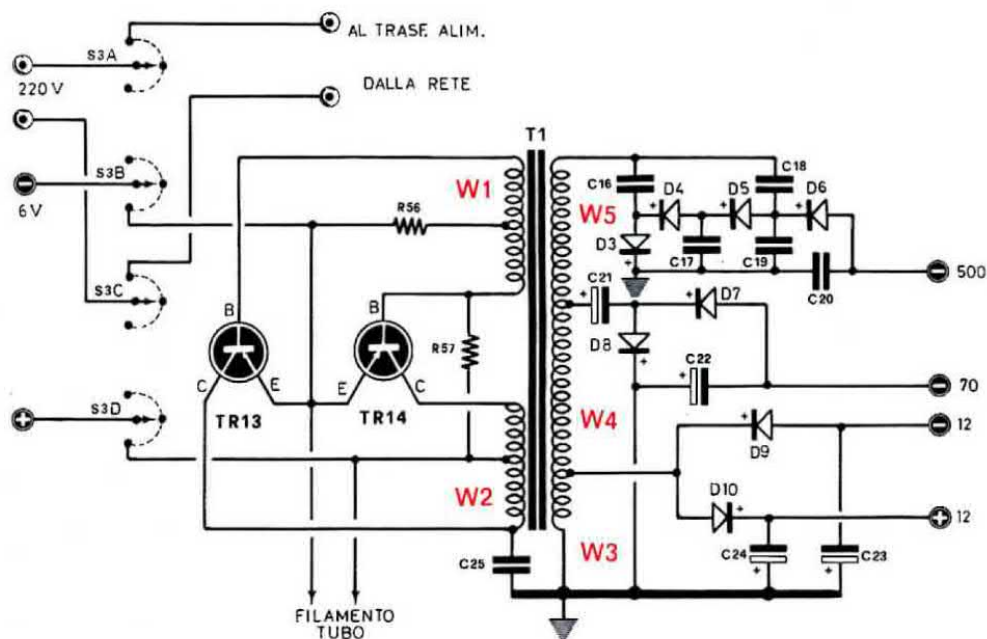 AL TRASF. ALIM.
S3A
220 V
DALLA RETE
T1
S3B
6 V
W1
R56
C16
D4
D5
C18
D6
W5
D3
C17
C19
C20
500
S3C
C21
D7
B
B
D8
R57
C22
C
E
E
C
70
TR13
TR14
S3D
W4
12
D9
W2
D10
12
W3
C24
C23
C25
FILAMENTO
TUBO